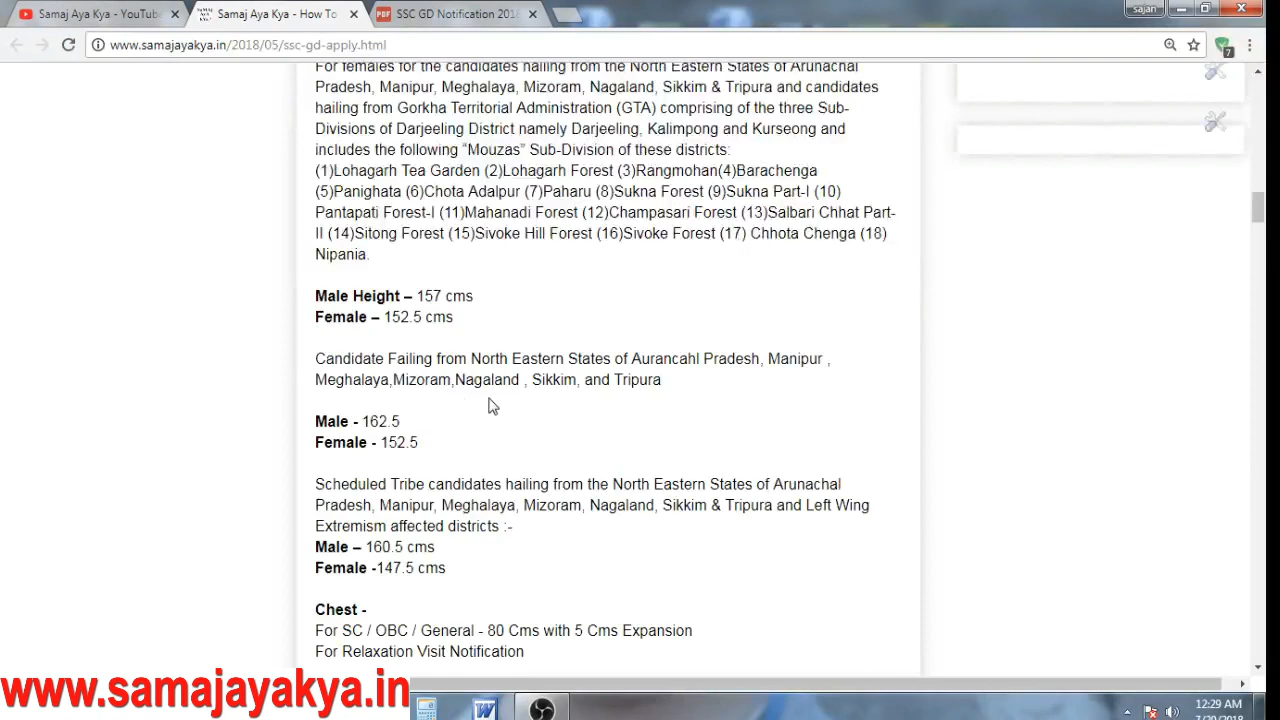 Samaj Aya Kya - YouTube
Samaj Aya Kya - How To
PDF
SSC GD Notification 2018
sajan
www.samajayakya.in/2018/05/ssc-gd-apply.html
7
For females for the candidates hailing from the North Eastern States of Arunachal
Pradesh, Manipur, Meghalaya, Mizoram, Nagaland, Sikkim & Tripura and candidates
hailing from Gorkha Territorial Administration (GTA) comprising of the three Sub-
Divisions of Darjeeling District namely Darjeeling, Kalimpong and Kurseong and
includes the following “Mouzas” Sub-Division of these districts:
(1)Lohagarh Tea Garden (2)Lohagarh Forest (3)Rangmohan(4)Barachenga
(5)Panighata (6)Chota Adalpur (7)Paharu (8)Sukna Forest (9)Sukna Part-I (10)
Pantapati Forest-I (11)Mahanadi Forest (12)Champasari Forest (13)Salbari Chhat Part-
II (14)Sitong Forest (15)Sivoke Hill Forest (16)Sivoke Forest (17) Chhota Chenga (18)
Nipania.
Male Height – 157 cms
Female – 152.5 cms
Candidate Failing from North Eastern States of Aurancahl Pradesh, Manipur ,
Meghalaya,Mizoram,Nagaland , Sikkim, and Tripura
Male - 162.5
Female - 152.5
Scheduled Tribe candidates hailing from the North Eastern States of Arunachal
Pradesh, Manipur, Meghalaya, Mizoram, Nagaland, Sikkim & Tripura and Left Wing
Extremism affected districts :-
Male – 160.5 cms
Female -147.5 cms
Chest -
For SC / OBC / General - 80 Cms with 5 Cms Expansion
For Relaxation Visit Notification
www.samajayakya.in
W
12:29 AM
7/20/2018